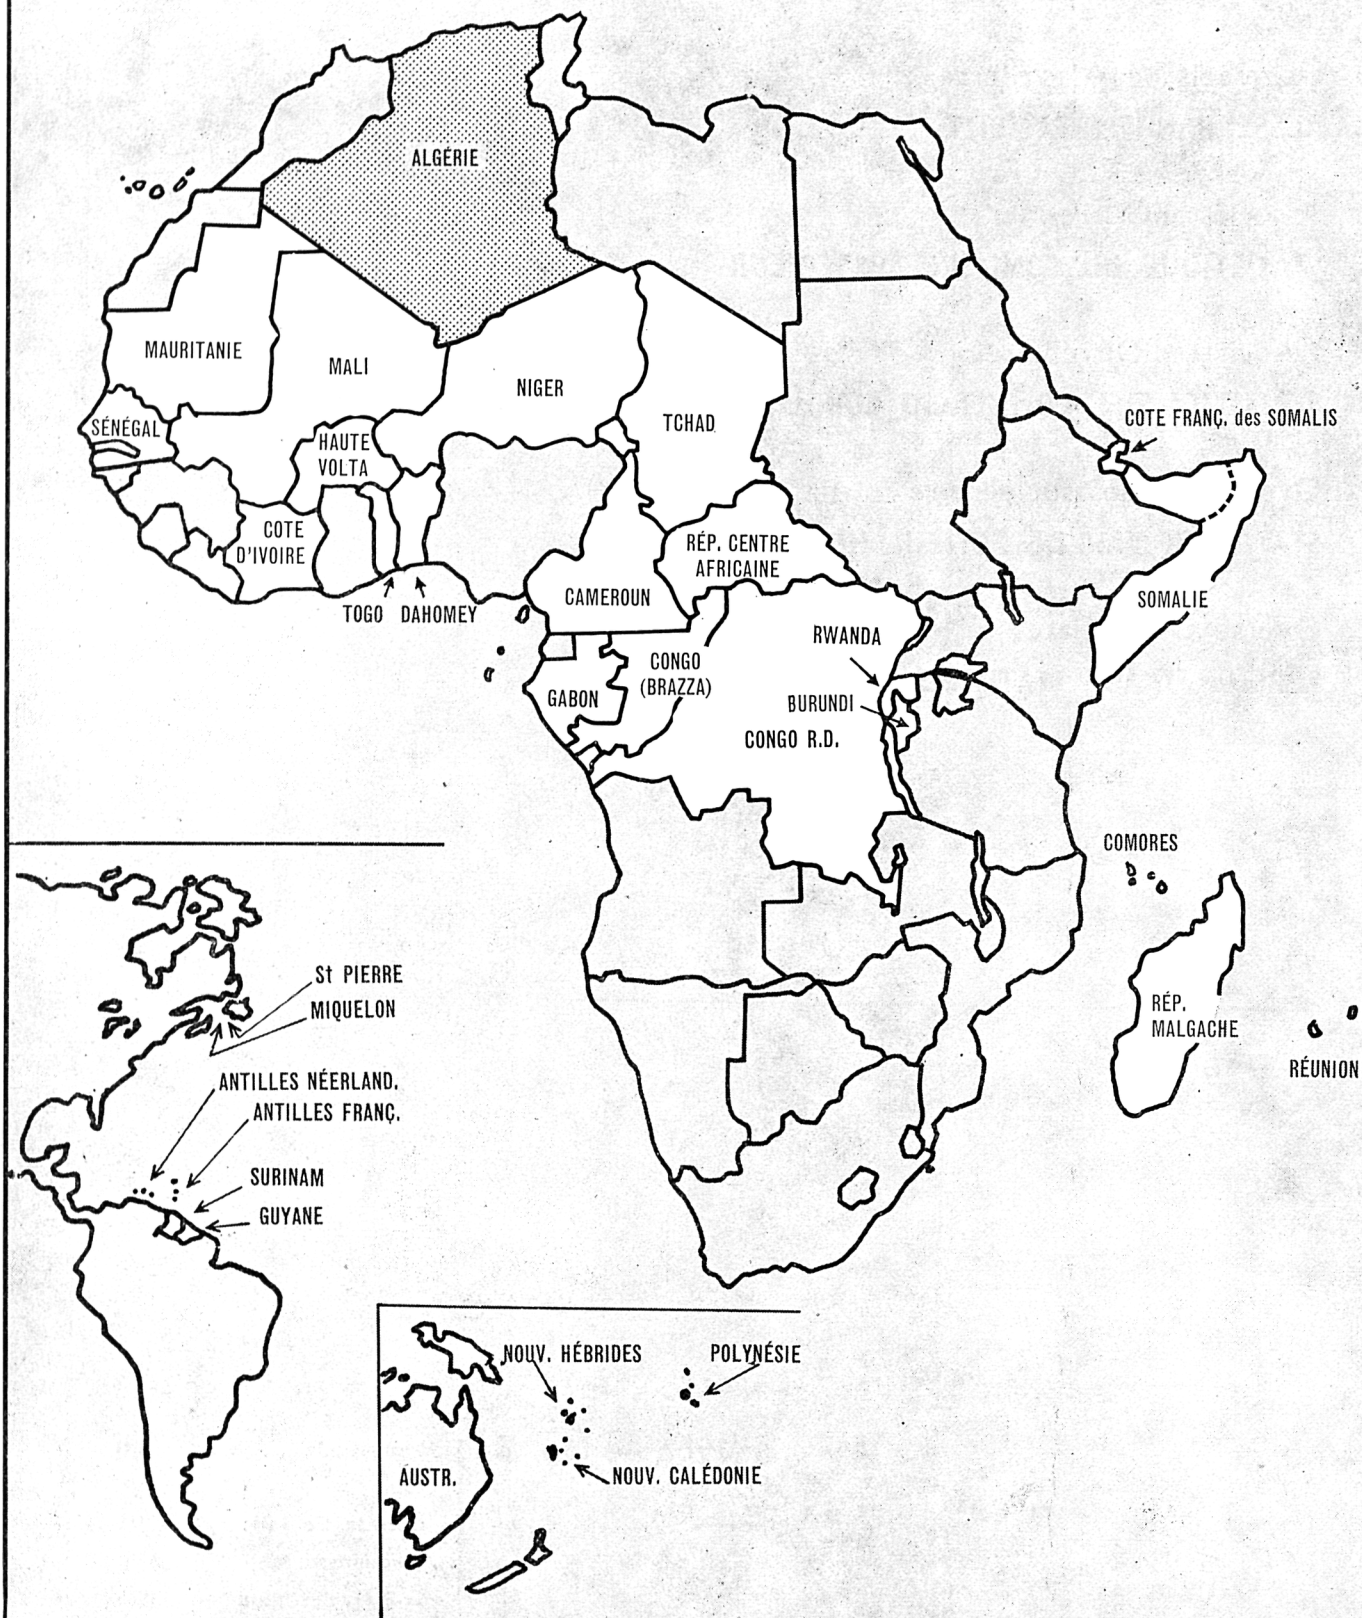 ALGÉRIE
MAURITANIE
MALI
NIGER
TCHAD
SÉNÉGAL
HAUTE
VOLTA
COTE FRANÇ. des SOMALIS
COTE
D'IVOIRE
RÉP. CENTRE
AFRICAINE
TOGO
DAHOMEY
CAMEROUN
SOMALIE
RWANDA
CONGO
(BRAZZA)
GABON
BURUNDI
CONGO R.D.
COMORES
RÉP.
MALGACHE
RÉUNION
St PIERRE
MIQUELON
ANTILLES NÉERLAND.
ANTILLES FRANÇ.
SURINAM
GUYANE
NOUV. HÉBRIDES
POLYNÉSIE
AUSTR.
NOUV. CALÉDONIE